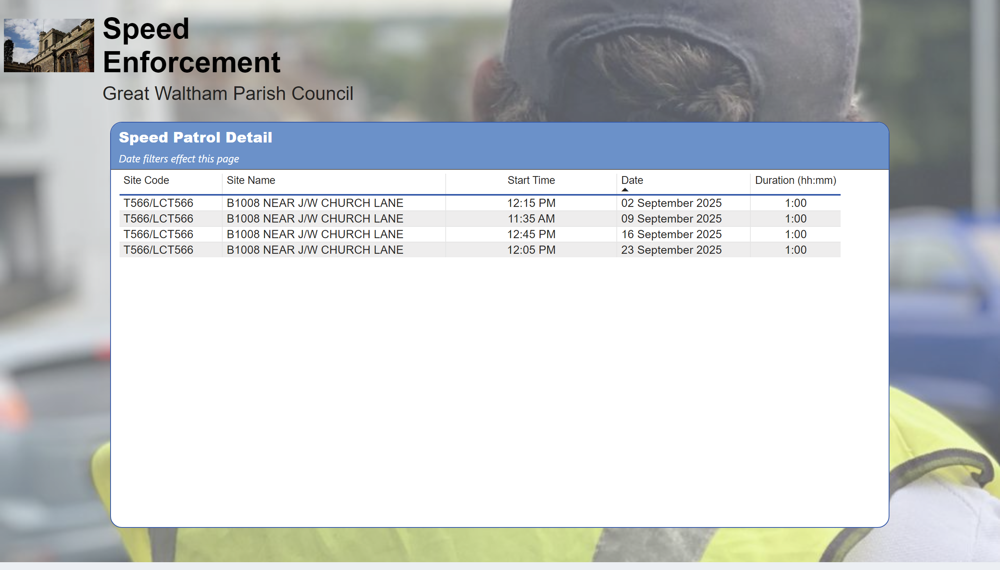 Speed
Enforcement
Great Waltham Parish Council
Speed Patrol Detail
Date filters effect this page
Site Code Site Name Start Time Date Duration (hh:mm)
T566/LCT566 B1008 NEAR J/W CHURCH LANE 12:15 PM 02 September 2025 1:00
T566/LCT566 B1008 NEAR J/W CHURCH LANE 11:35 AM 09 September 2025 1:00
T566/LCT566 B1008 NEAR J/W CHURCH LANE 12:45 PM 16 September 2025 1:00
T566/LCT566 B1008 NEAR J/W CHURCH LANE 12:05 PM 23 September 2025 1:00